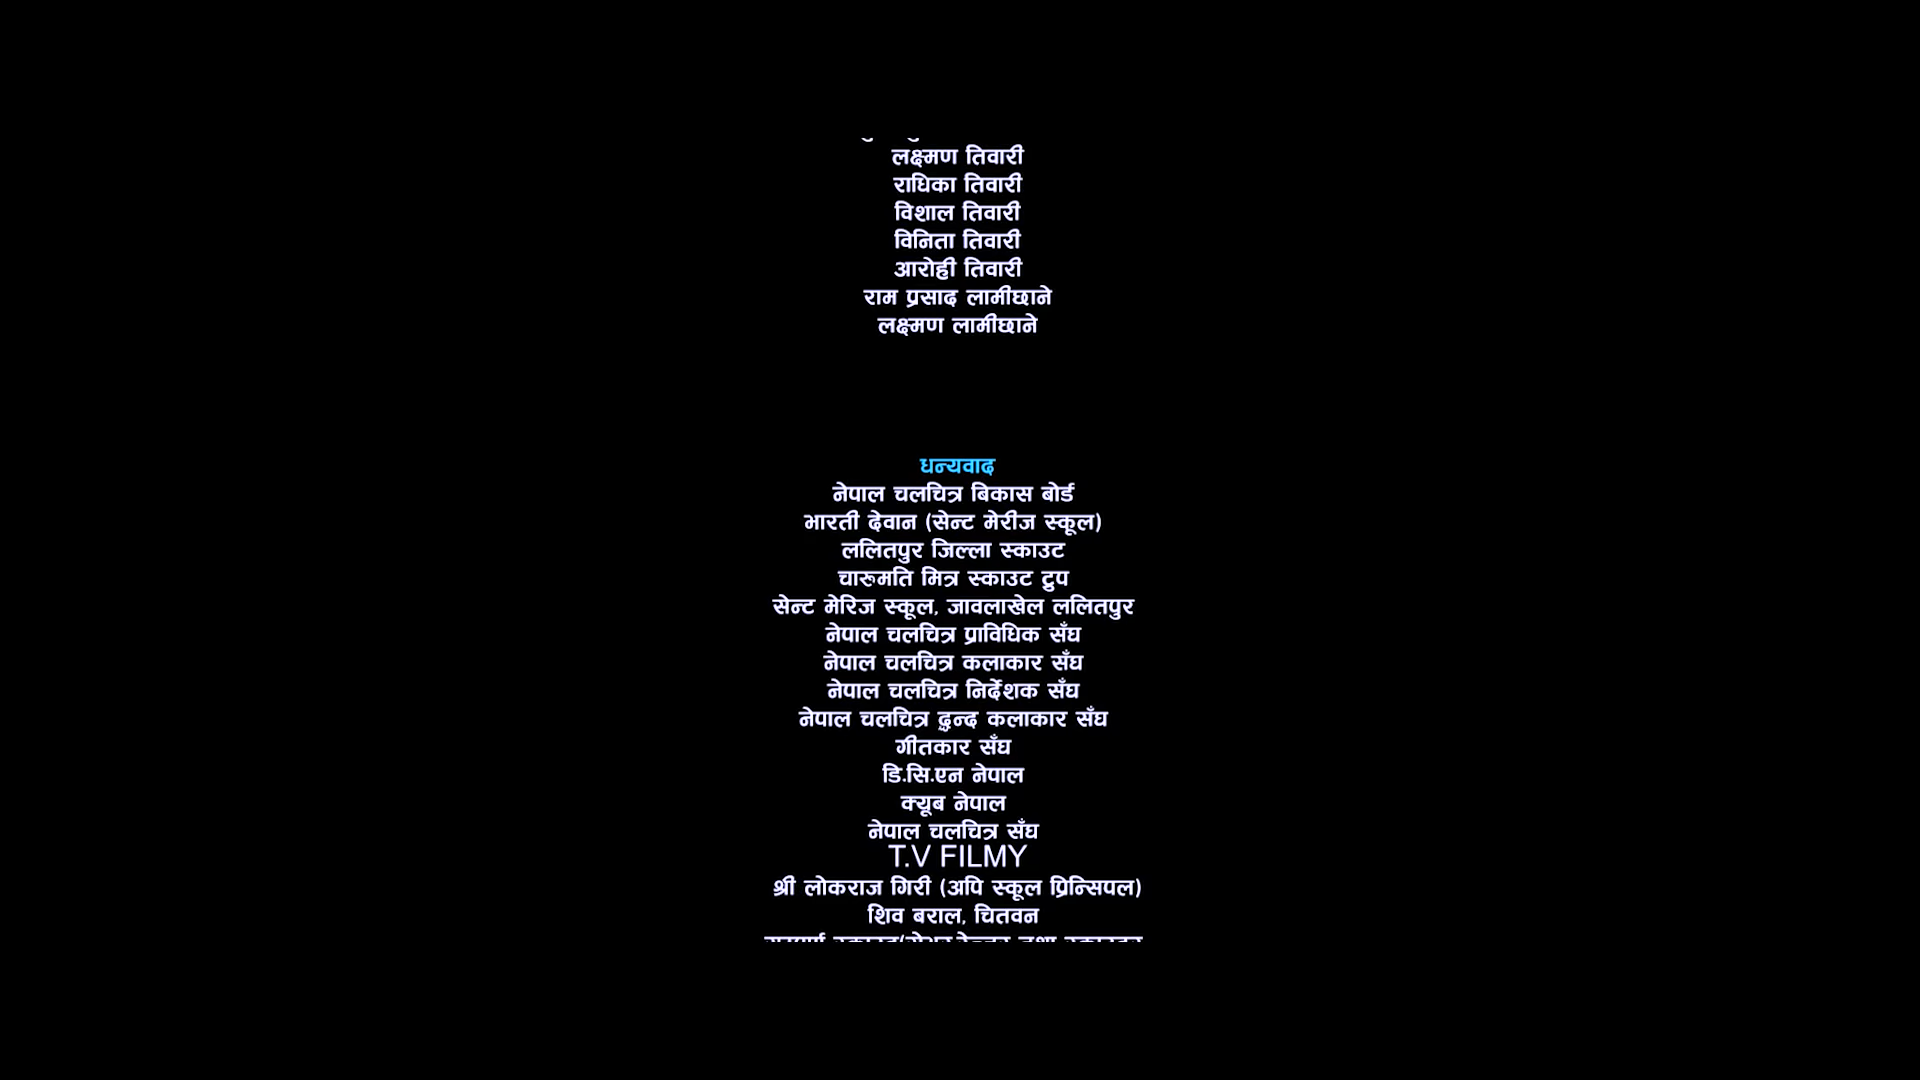 लक्ष्मण तिवारी
राधिका तिवारी
विशाल तिवारी
विनिता तिवारी
आरोही तिवारी
राम प्रसाद लामीछाने
लक्ष्मण लामीछाने
धन्यवाद
नेपाल चलचित्र बिकास बोर्ड
भारती देवान (सेन्ट मेरीज स्कूल)
ललितपुर जिल्ला स्काउट
चारुमति मित्र स्काउट ट्रुप
सेन्ट मेरिज स्कूल, जावलाखेल ललितपुर
नेपाल चलचित्र प्राविधिक सँघ
नेपाल चलचित्र कलाकार सँघ
नेपाल चलचित्र निर्देशक सँघ
नेपाल चलचित्र द्वन्द कलाकार सँघ
गीतकार सँघ
डि.सि.एन नेपाल
क्यूब नेपाल
नेपाल चलचित्र सँघ
T.V FILMY
श्री लोकराज गिरी (अपि स्कूल प्रिन्सिपल)
शिव बराल, चितवन